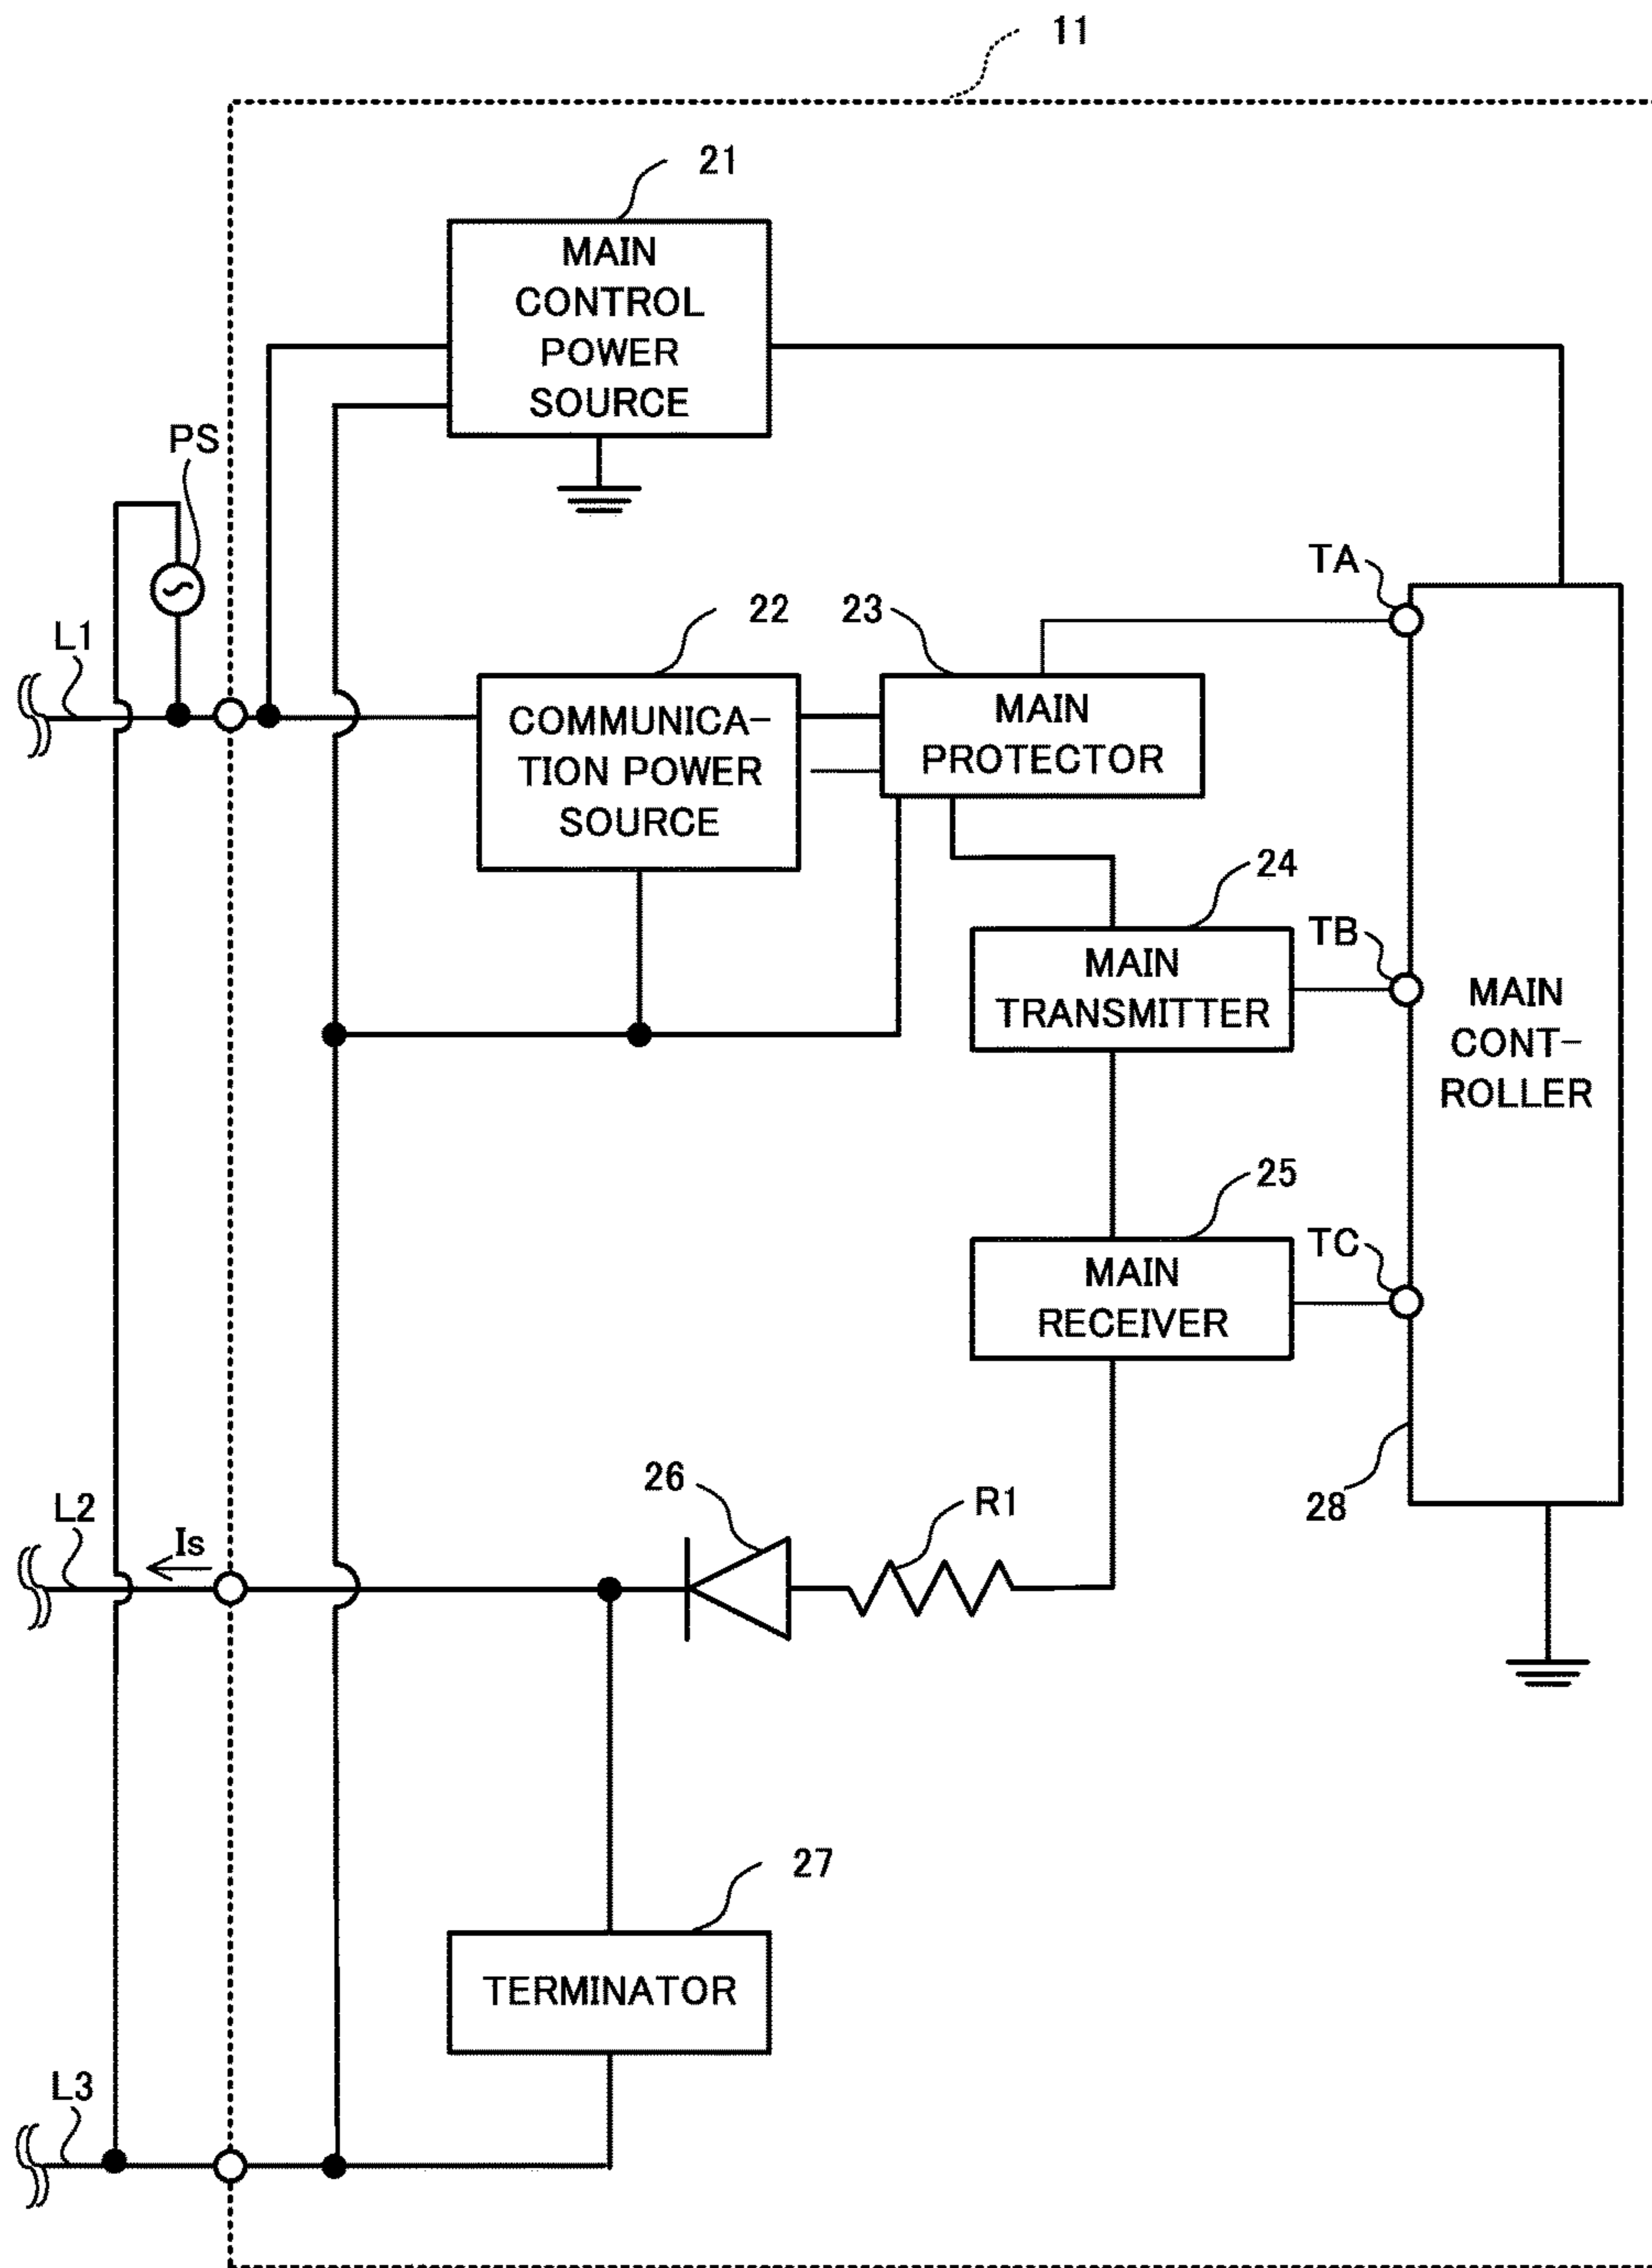 11
21
MAIN
CONTROL
POWER
SOURCE
PS
TA
22
23
L1
COMMUNICA-
TION POWER
SOURCE
MAIN
PROTECTOR
24
TB
MAIN
TRANSMITTER
MAIN
CONT-
ROLLER
25
TC
MAIN
RECEIVER
26
R1
28
L2
Is
27
TERMINATOR
L3